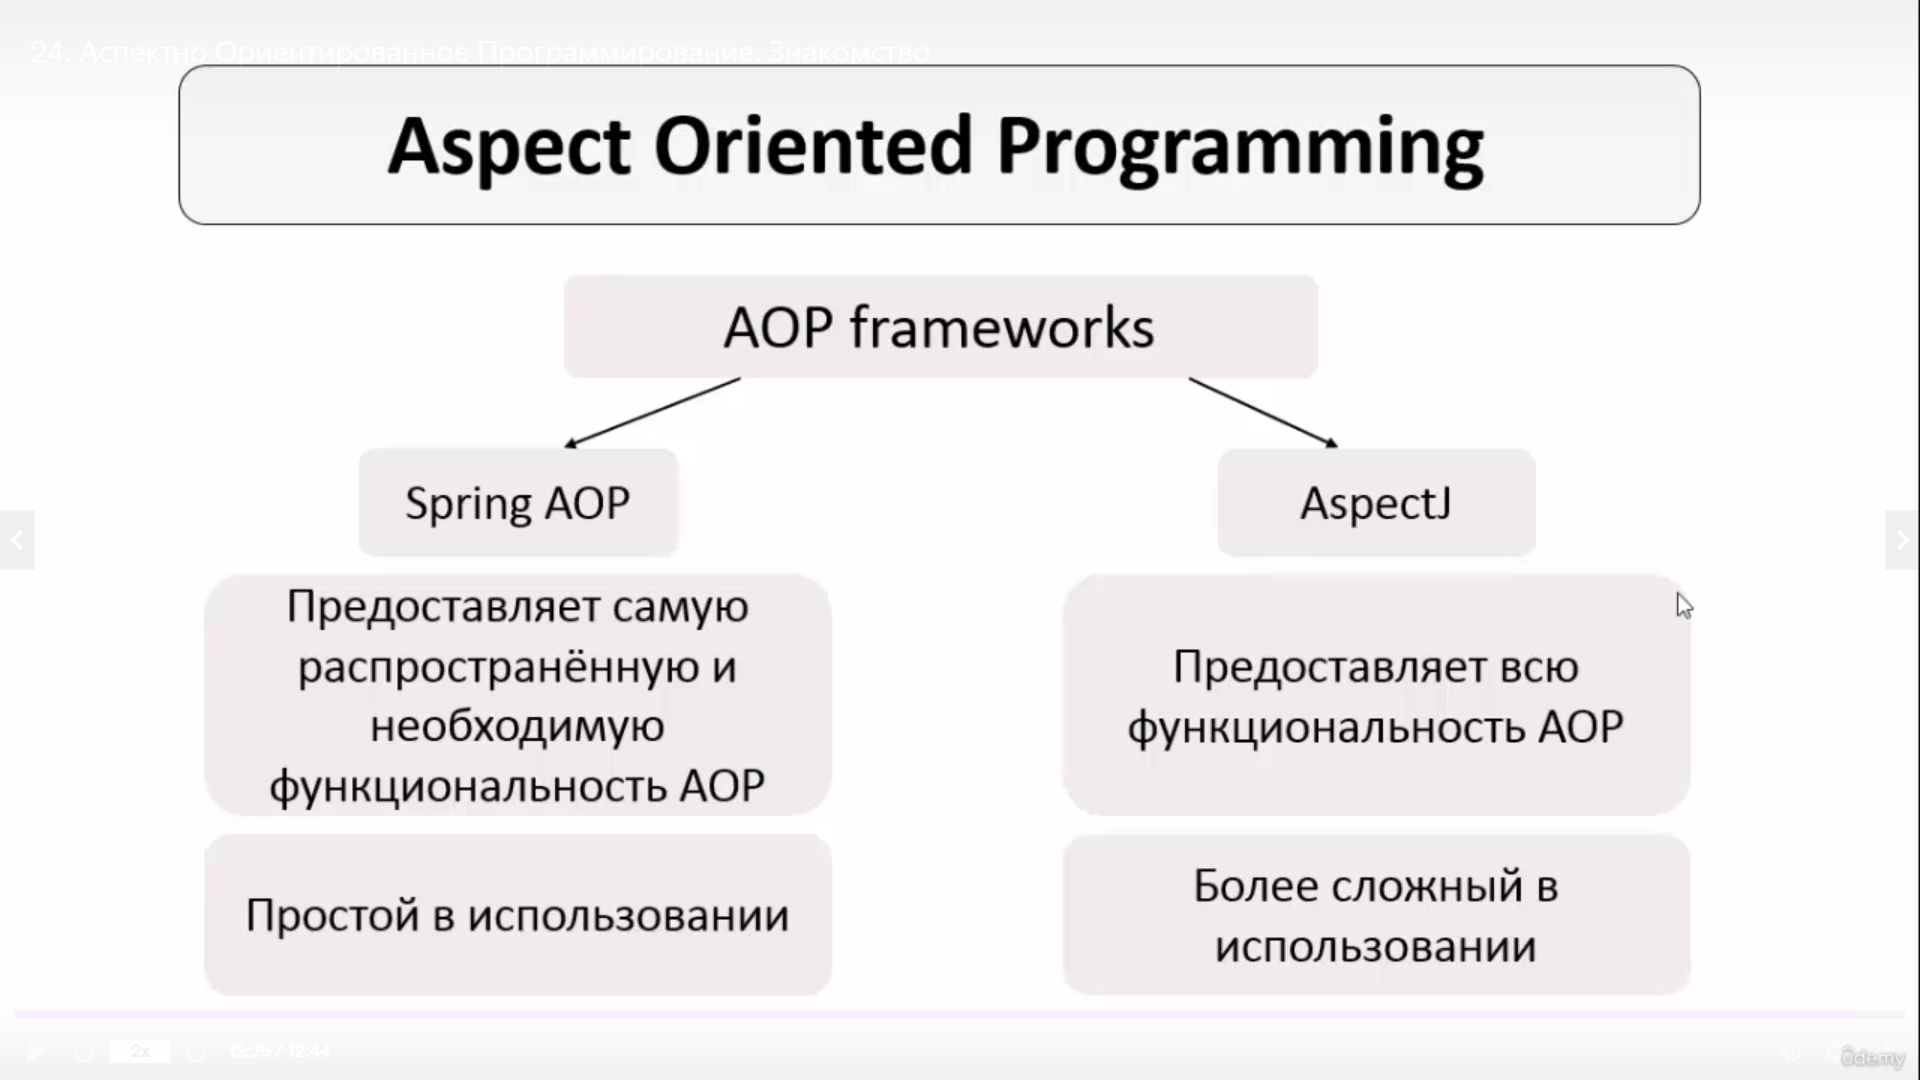 24. Аспектно Ориентированное Программирование. Знакомство
Aspect Oriented Programming
AOP frameworks
Spring AOP
AspectJ
Предоставляет самую
распространённую и
необходимую
функциональность AOP
Предоставляет всю
функциональность AOP
Простой в использовании
Более сложный в
использовании
2x
12:25 / 12:44
ûdemy